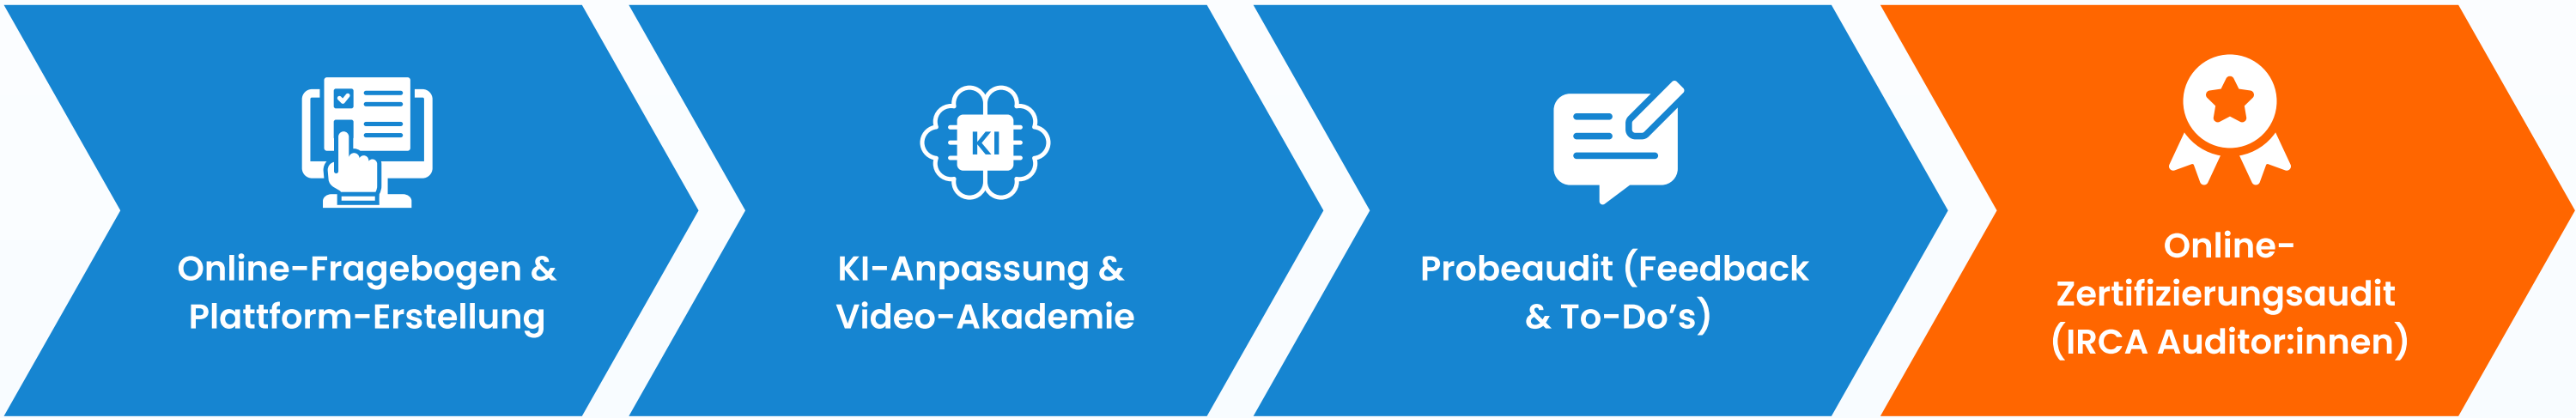 Online-Fragebogen &
Plattform-Erstellung
KI
KI-Anpassung &
Video-Akademie
Probeaudit (Feedback
& To-Do’s)
Online-
Zertifizierungsaudit
(IRCA Auditor:innen)